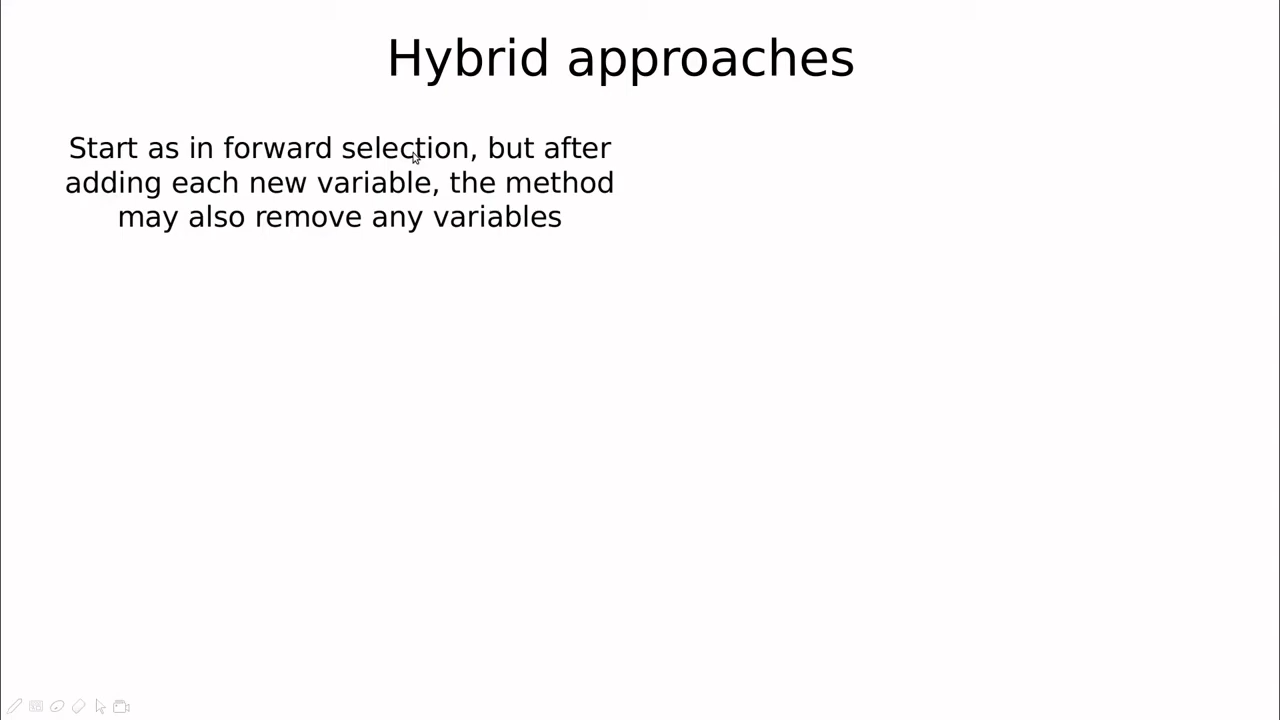 Hybrid approaches
Start as in forward selection, but after
adding each new variable, the method
may also remove any variables